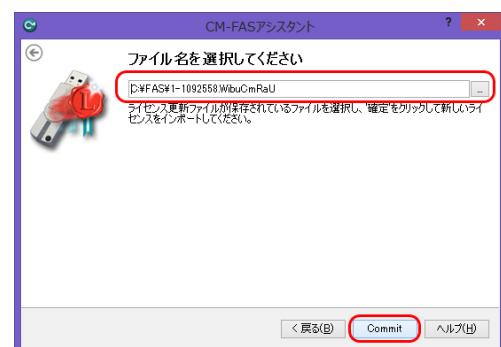 CM-FASアシスタント
ファイル名を選択してください
D:¥FAS¥1-1092558.WibuCmRaU
...
ライセンス更新ファイルが保存されているファイルを選択し、'確定'をクリックして新しいライ
センスをインポートしてください。
< 戻る(B) Commit ヘルプ(H)